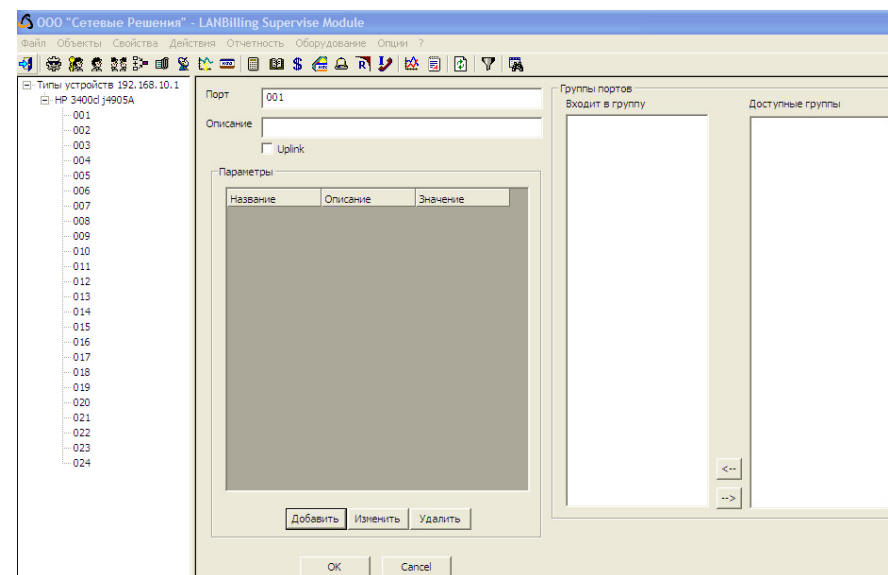 ООО "Сетевые Решения" - LANBilling Supervise Module
Файл Объекты Свойства Действия Отчетность Оборудование Опции ?
Типы устройств 192.168.10.1
HP 3400cl j4905A
001
002
003
004
005
006
007
008
009
010
011
012
013
014
015
016
017
018
019
020
021
022
023
024
Порт 001
Описание
Uplink
Параметры
Название Описание Значение
Добавить Изменить Удалить
OK Cancel
Группы портов
Входит в группу Доступные группы
<--
-->